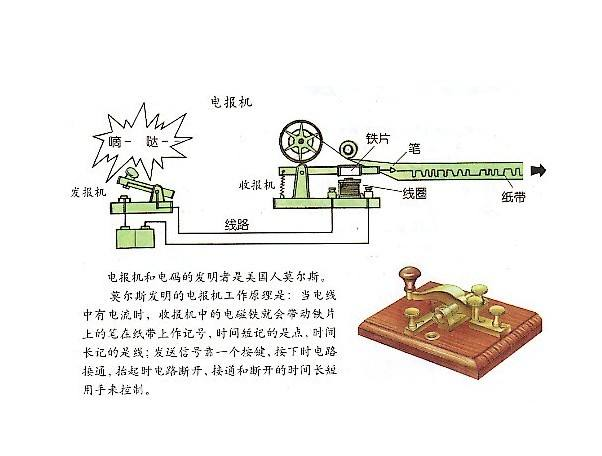 电报机
嘀— 哒—
铁片
笔
发报机
收报机
线圈
纸带
线路
电报机和电码的发明者是美国人莫尔斯。
莫尔斯发明的电报机工作原理是：当电线
中有电流时，收报机中的电磁铁就会带动铁片
上的笔在纸带上作记号，时间短记的是点、时间
长记的是线；发送信号靠一个按键，按下时电路
接通，抬起时电路断开、接通和断开的时间长短
用手来控制。